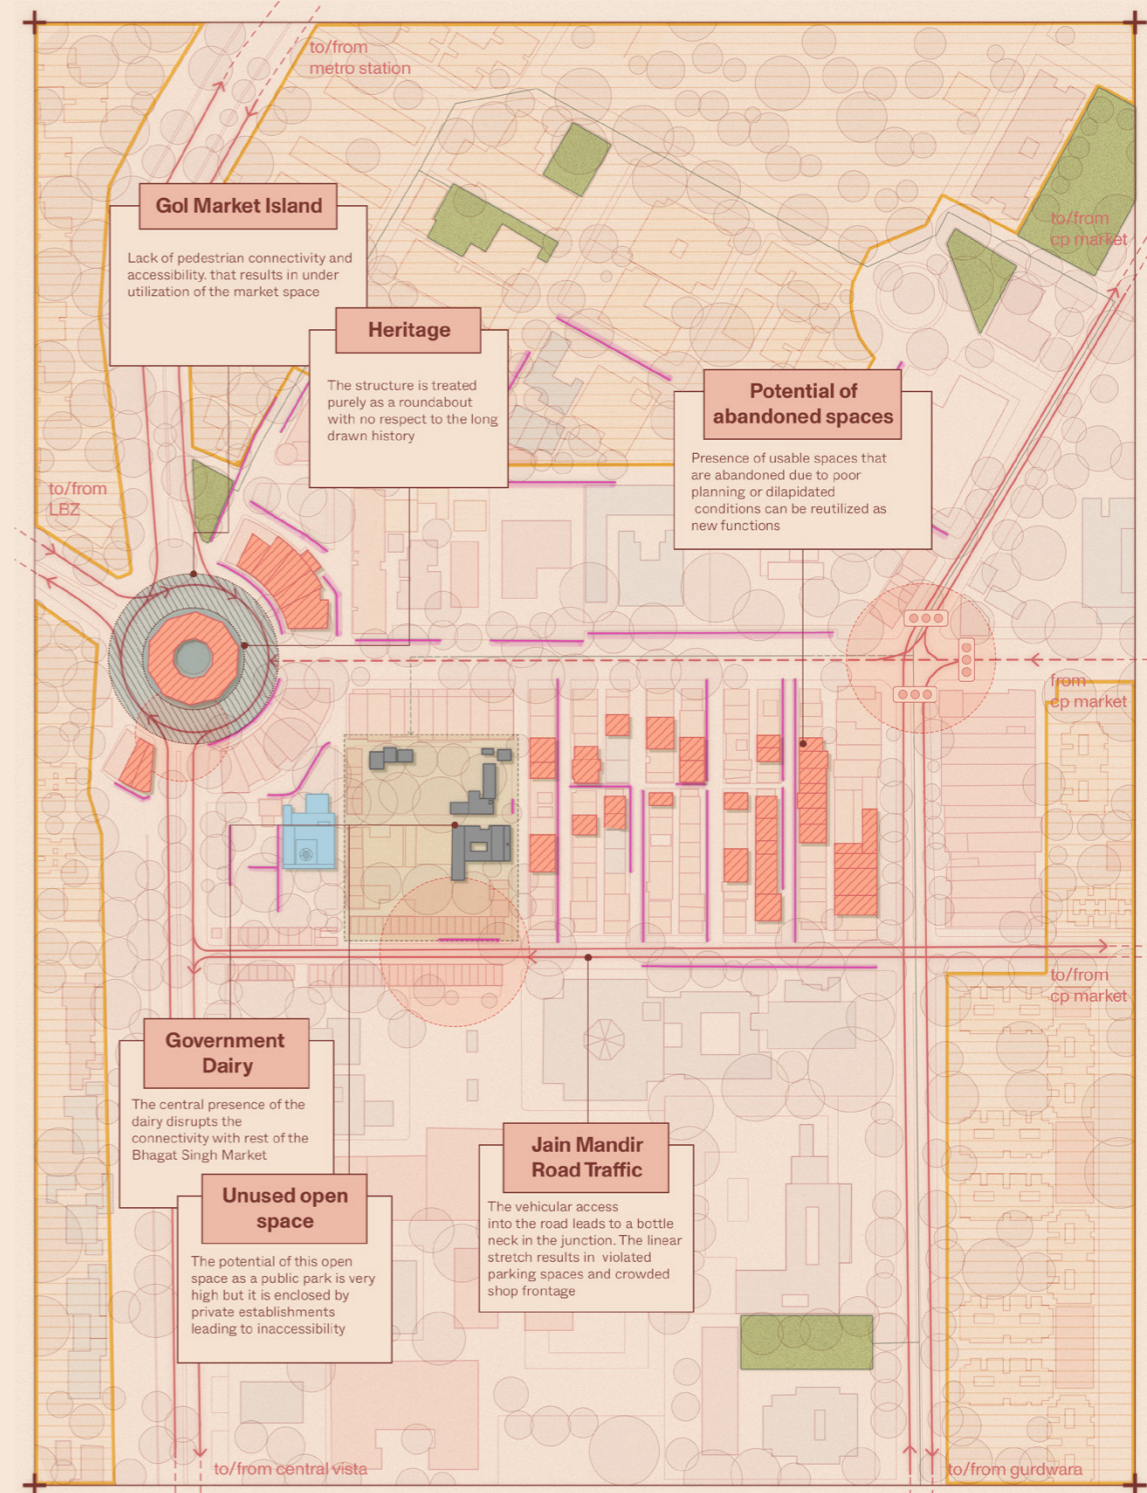 to/from
metro station
Gol Market Island
Lack of pedestrian connectivity and
accessibility. that results in under
utilization of the market space
to/from
cp market
Heritage
The structure is treated
purely as a roundabout
with no respect to the long
drawn history
Potential of
abandoned spaces
Presence of usable spaces that
are abandoned due to poor
planning or dilapidated
conditions can be reutilized as
new functions
to/from
LBZ
from
cp market
to/from
cp market
Government
Dairy
The central presence of the
dairy disrupts the
connectivity with rest of the
Bhagat Singh Market
Unused open
space
The potential of this open
space as a public park is very
high but it is enclosed by
private establishments
leading to inaccessibility
Jain Mandir
Road Traffic
The vehicular access
into the road leads to a bottle
neck in the junction. The linear
stretch results in violated
parking spaces and crowded
shop frontage
to/from central vista
to/from gurdwara